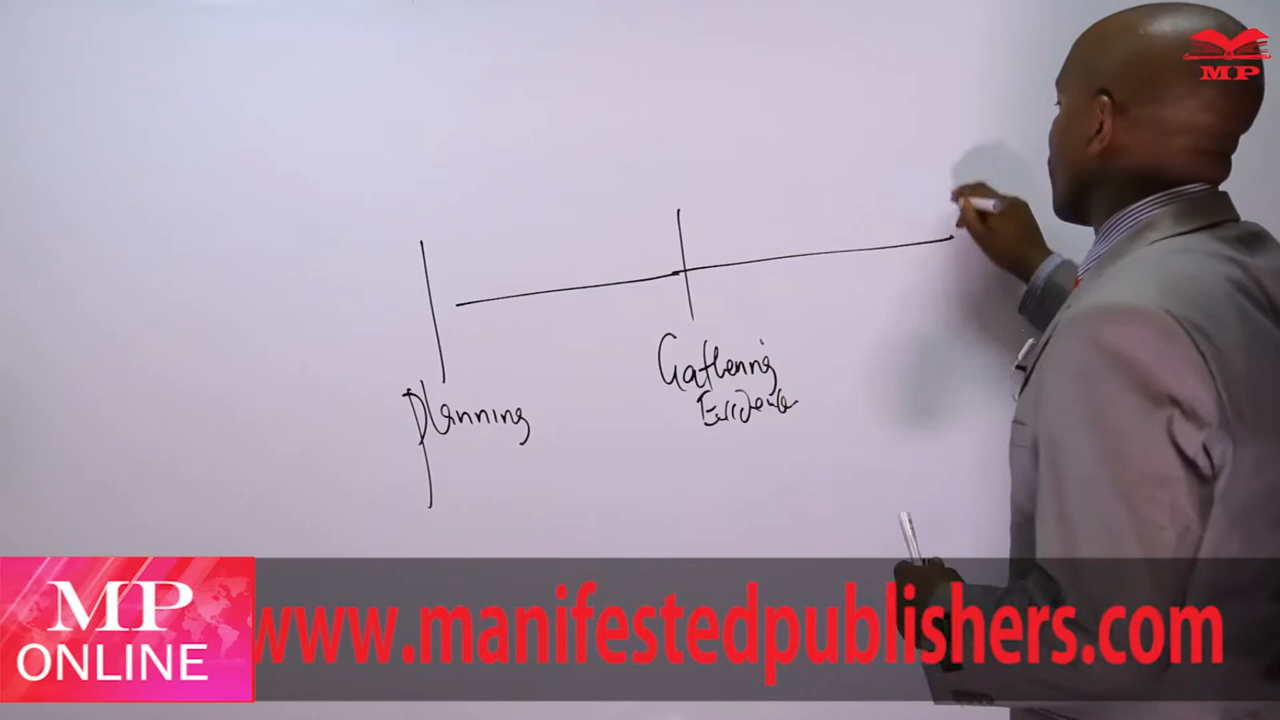 MP
Planning
Gathering
Evidence
MP
ONLINE
www.manifestedpublishers.com